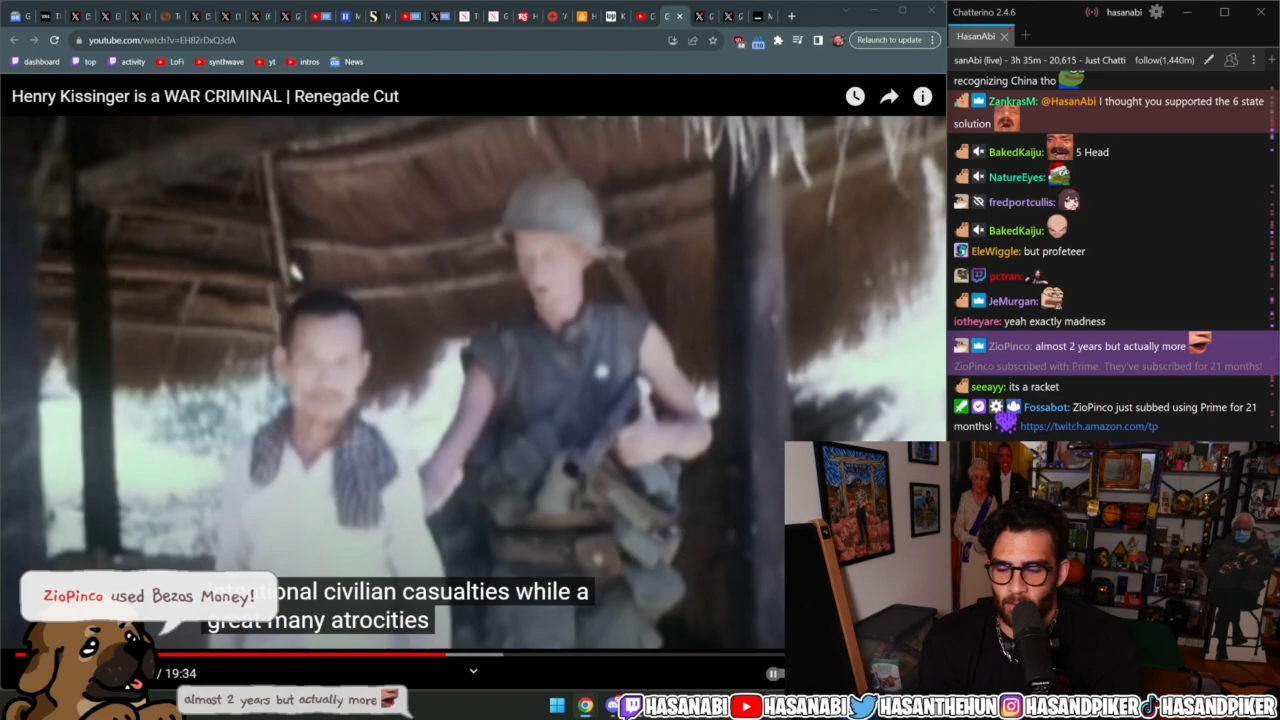 youtube.com/watch?v=EH82rDxQ3dA
Relaunch to update
dashboard
top
activity
LoFi
synthwave
yt
intros
News
Henry Kissinger is a WAR CRIMINAL | Renegade Cut
civilian casualties while a
great many atrocities
/ 19:34
ZioPinco used Bezos Money!
almost 2 years but actually more
Chatterino 2.4.6
hasanabi
HasanAbi
sanAbi (live) - 3h 35m - 20,615 - Just Chatti
follow(1,440m)
recognizing China tho
ZankrasM: @HasanAbi I thought you supported the 6 state
solution
BakedKaiju: 5 Head
NatureEyes:
fredportcullis:
BakedKaiju:
EleWiggle: but profeteer
pctran:
JeMurgan:
iotheyare: yeah exactly madness
ZioPinco: almost 2 years but actually more
ZioPinco subscribed with Prime. They've subscribed for 21 months!
seeayy: its a racket
Fossabot: ZioPinco just subbed using Prime for 21
months! https://twitch.amazon.com/tp
HASANABI
HASANABI
HASANTHEHUN
HASANDPIKER
HASANDPIKER